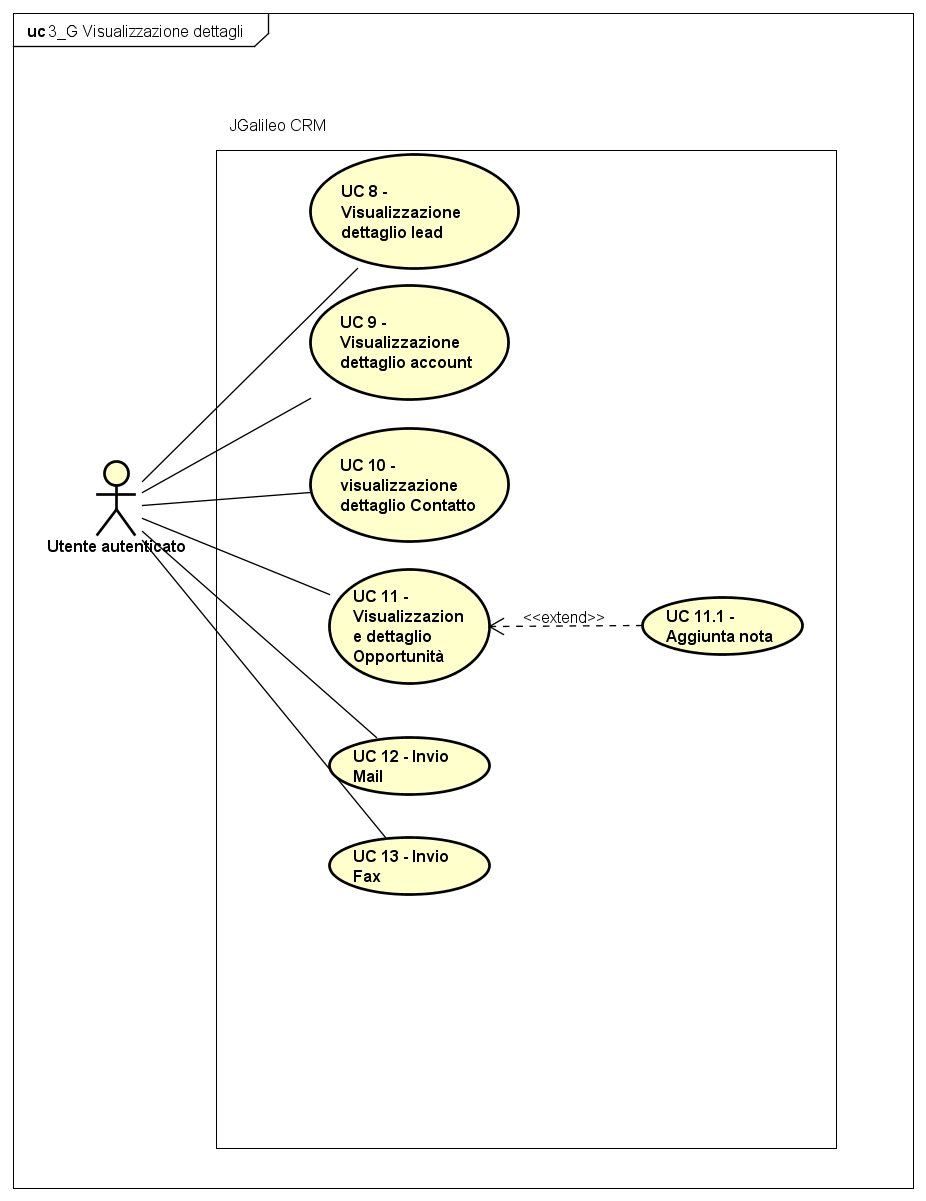 uc 3_G Visualizzazione dettagli
JGalileo CRM
UC 8 -
Visualizzazione
dettaglio lead
UC 9 -
Visualizzazione
dettaglio account
UC 10 -
visualizzazione
dettaglio Contatto
Utente autenticato
UC 11 -
Visualizzazion
e dettaglio
Opportunità
<<extend>>
UC 11.1 -
Aggiunta nota
UC 12 - Invio
Mail
UC 13 - Invio
Fax